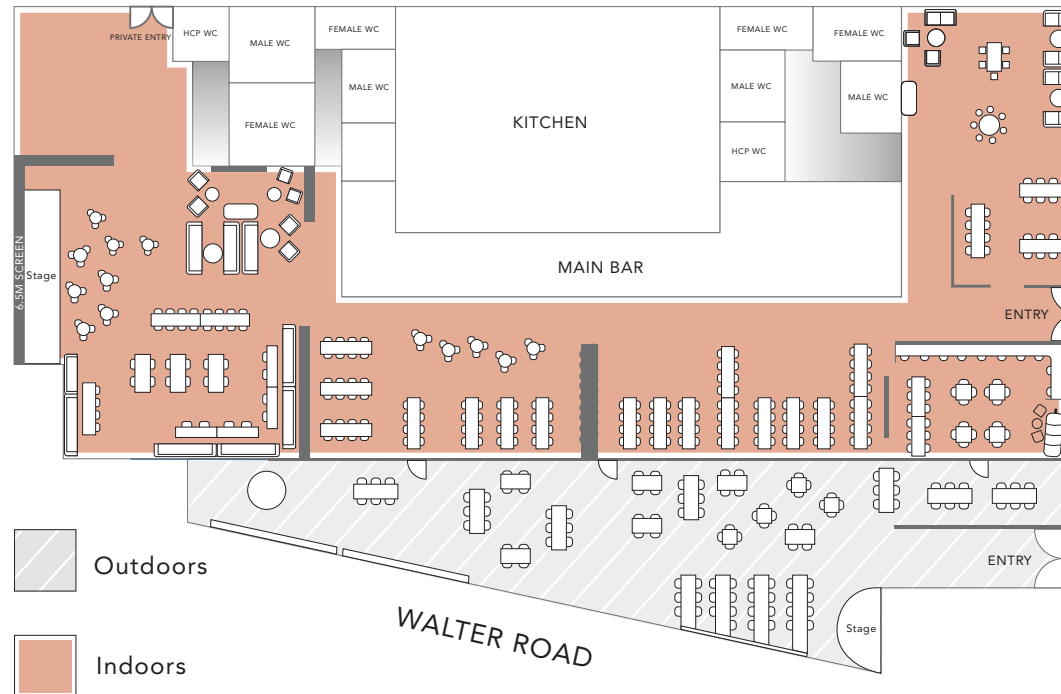 PRIVATE ENTRY
HCP WC
MALE WC
FEMALE WC
MALE WC
FEMALE WC
KITCHEN
FEMALE WC
FEMALE WC
MALE WC
MALE WC
HCP WC
MAIN BAR
6.5M SCREEN
Stage
ENTRY
ENTRY
Stage
WALTER ROAD
Outdoors
Indoors